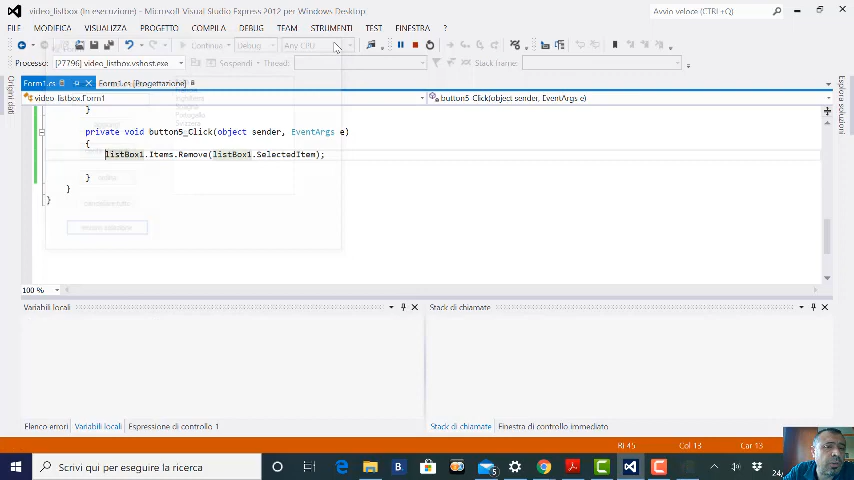 video_listbox (In esecuzione) - Microsoft Visual Studio Express 2012 per Windows Desktop
Avvio veloce (CTRL+Q)
FILE MODIFICA VISUALIZZA PROGETTO COMPILA DEBUG TEAM STRUMENTI TEST FINESTRA ?
Continua Debug Any CPU
Processo: [27796] video_listbox.vshost.exe Sospendi Thread: Stack frame:
Form1.cs Form1.cs [Progettazione]
video_listbox.Form1 button5_Click(object sender, EventArgs e)
Origini dati
Esplora soluzioni
}
private void button5_Click(object sender, EventArgs e)
{
listBox1.Items.Remove(listBox1.SelectedItem);
}
}
}
100 %
Variabili locali Stack di chiamate
Elenco errori Variabili locali Espressione di controllo 1 Stack di chiamate Finestra di controllo immediato
RI 45 Col 13 Car 13
Scrivi qui per eseguire la ricerca
5
24/